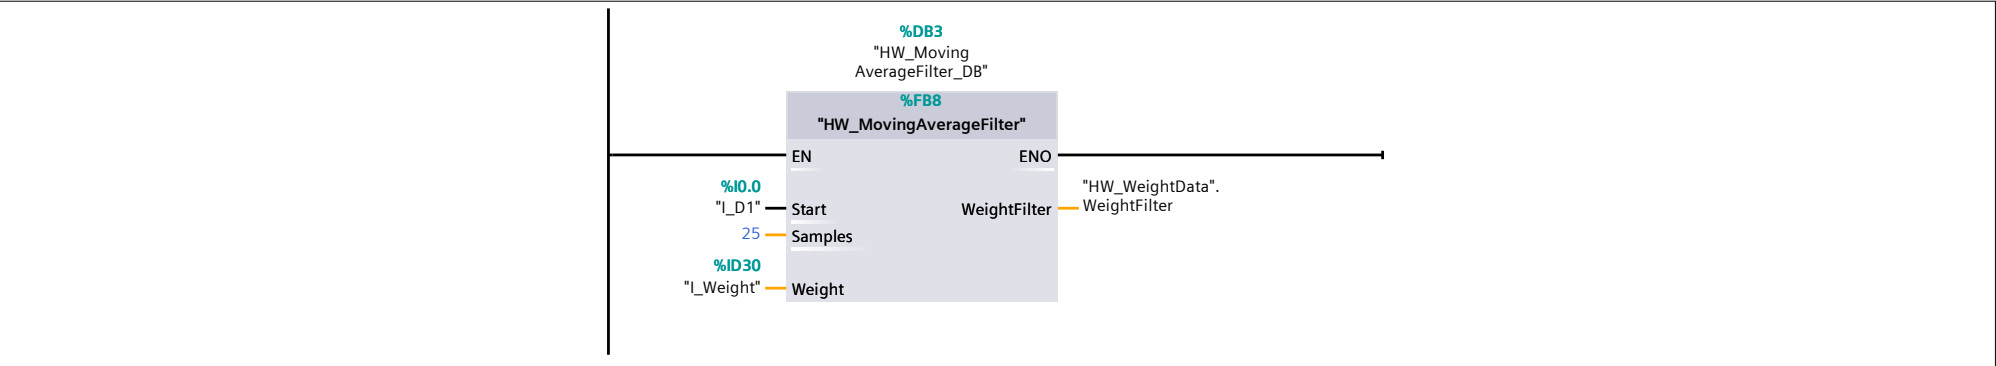 %DB3
"HW_Moving
AverageFilter_DB"
%FB8
"HW_MovingAverageFilter"
EN
ENO
%I0.0
"I_D1"
Start
WeightFilter
"HW_WeightData".
WeightFilter
25
Samples
%ID30
"I_Weight"
Weight